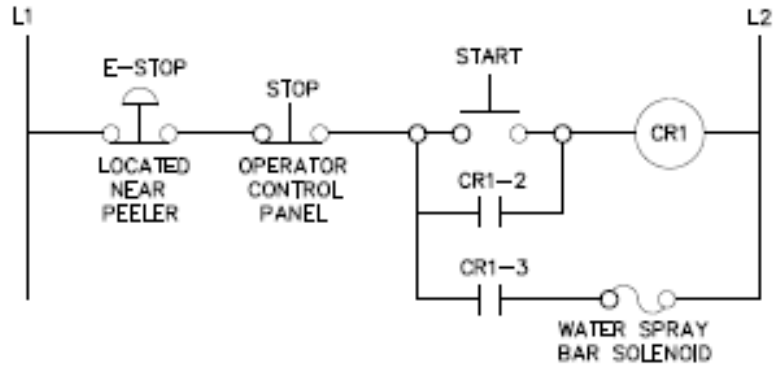 L1
L2
E-STOP
STOP
START
CR1
LOCATED
NEAR
PEELER
OPERATOR
CONTROL
PANEL
CR1-2
CR1-3
WATER SPRAY
BAR SOLENOID